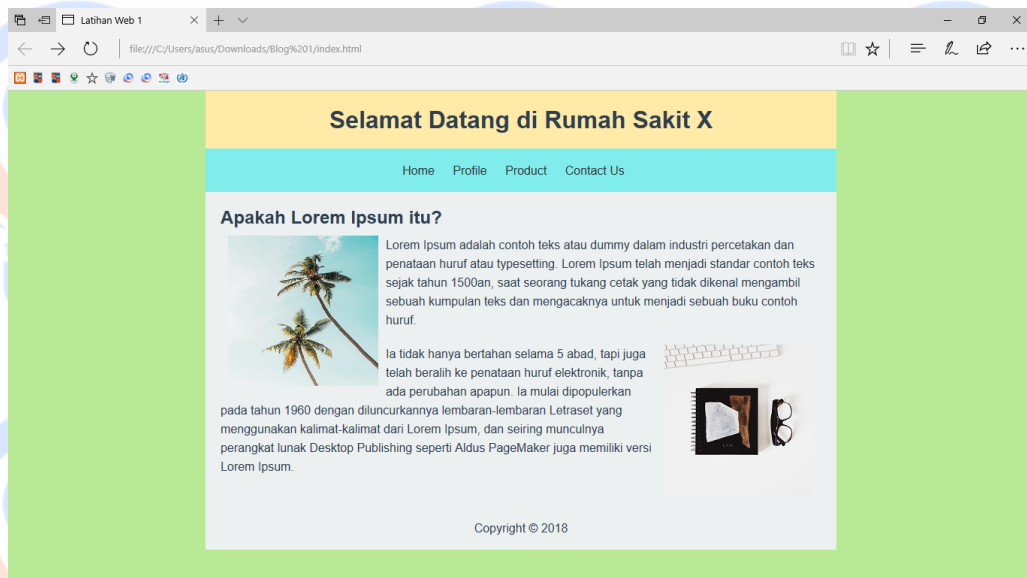 Latihan Web 1
file:///C:/Users/asus/Downloads/Blog%201/index.html
Selamat Datang di Rumah Sakit X
Home Profile Product Contact Us
Apakah Lorem Ipsum itu?
Lorem Ipsum adalah contoh teks atau dummy dalam industri percetakan dan
penataan huruf atau typesetting. Lorem Ipsum telah menjadi standar contoh teks
sejak tahun 1500an, saat seorang tukang cetak yang tidak dikenal mengambil
sebuah kumpulan teks dan mengacaknya untuk menjadi sebuah buku contoh
huruf.
Ia tidak hanya bertahan selama 5 abad, tapi juga
telah beralih ke penataan huruf elektronik, tanpa
ada perubahan apapun. Ia mulai dipopulerkan
pada tahun 1960 dengan diluncurkannya lembaran-lembaran Letraset yang
menggunakan kalimat-kalimat dari Lorem Ipsum, dan seiring munculnya
perangkat lunak Desktop Publishing seperti Aldus PageMaker juga memiliki versi
Lorem Ipsum.
Copyright © 2018